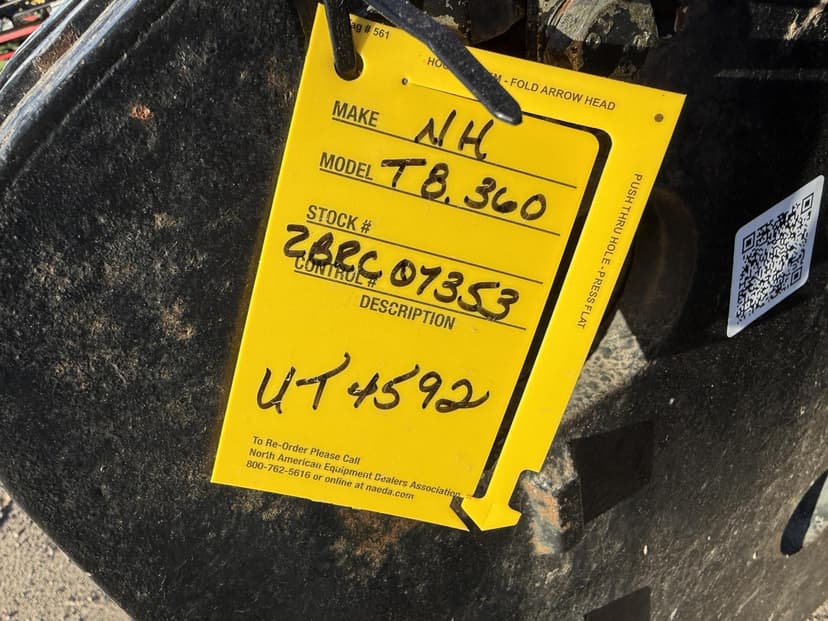 ag # 561
FOLD ARROW HEAD
MAKE NH
MODEL T8.360
STOCK #
ZBRC07353
CONTROL #
DESCRIPTION
UT4592
PUSH THRU HOLE - PRESS FLAT
To Re-Order Please Call
North American Equipment Dealers Association
800-762-5616 or online at naeda.com